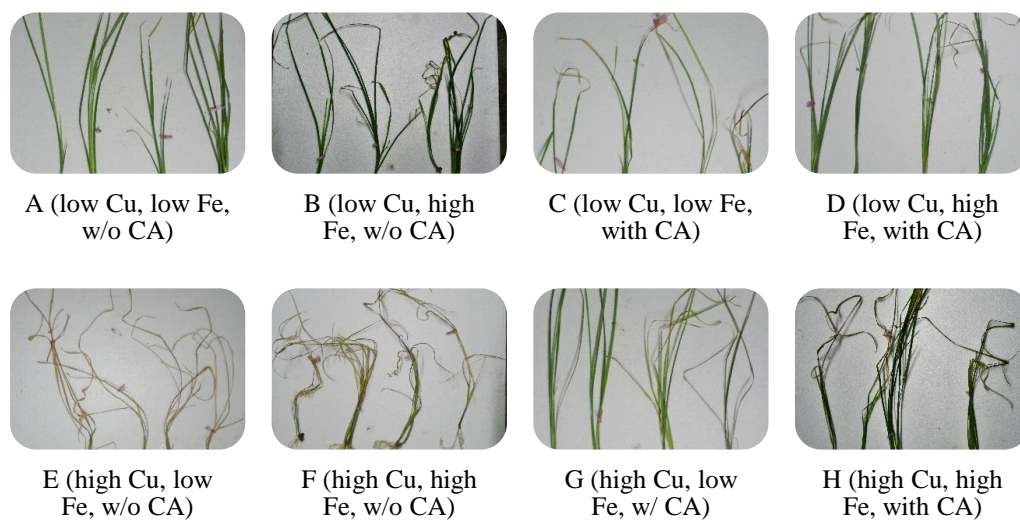 A (low Cu, low Fe,
w/o CA)
B (low Cu, high
Fe, w/o CA)
C (low Cu, low Fe,
with CA)
D (low Cu, high
Fe, with CA)
E (high Cu, low
Fe, w/o CA)
F (high Cu, high
Fe, w/o CA)
G (high Cu, low
Fe, w/ CA)
H (high Cu, high
Fe, with CA)